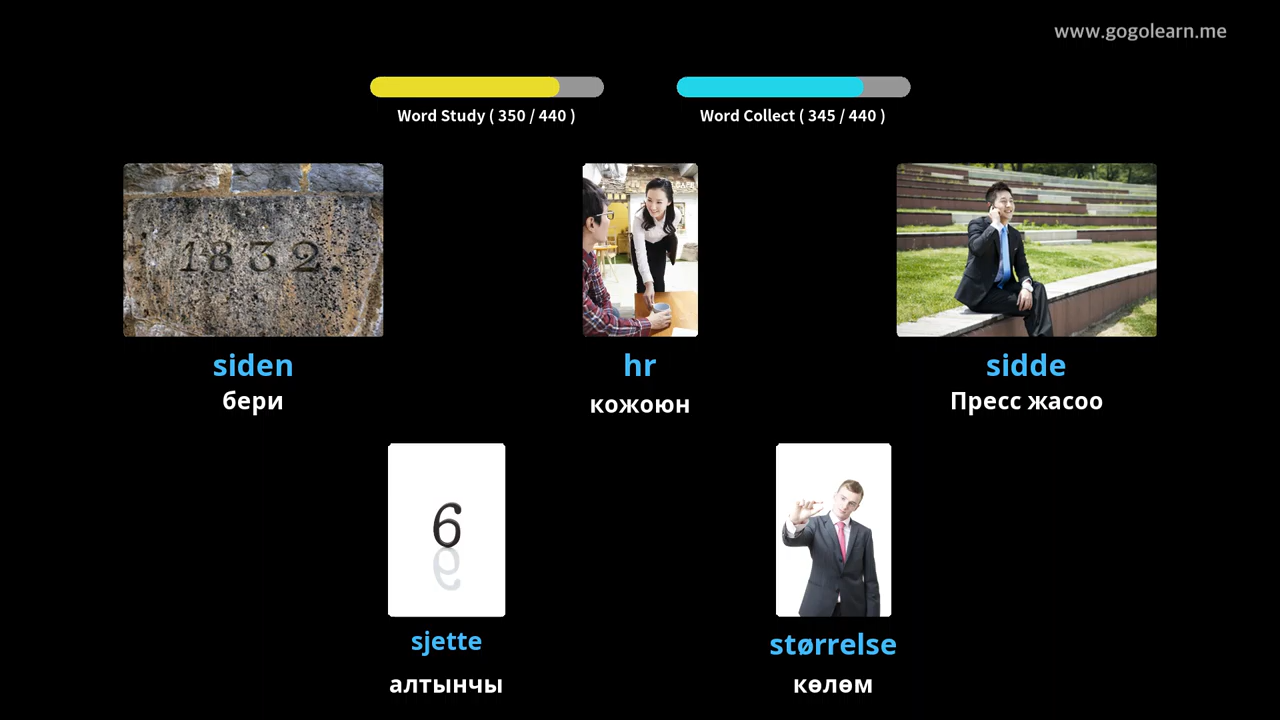 www.gogolearn.me
Word Study ( 350 / 440 )
Word Collect ( 345 / 440 )
1832.
siden
бери
hr
кожоюн
sidde
Пресс жасоо
6
sjette
алтынчы
størrelse
көлөм